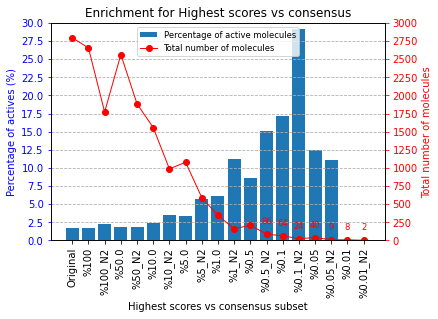 Enrichment for Highest scores vs consensus
Percentage of active molecules
Total number of molecules
Percentage of actives (%)
30.0
27.5
25.0
22.5
20.0
17.5
15.0
12.5
10.0
7.5
5.0
2.5
0.0
3000
2750
2500
2250
2000
1750
1500
1250
1000
750
500
250
0
Total number of molecules
24
8
2
Original
%100
%100_N2
%50.0
%50_N2
%10.0
%10_N2
%5.0
%5_N2
%1.0
%1_N2
%0.5
%0.5_N2
%0.1
%0.1_N2
%0.05
%0.05_N2
%0.01
%0.01_N2
Highest scores vs consensus subset